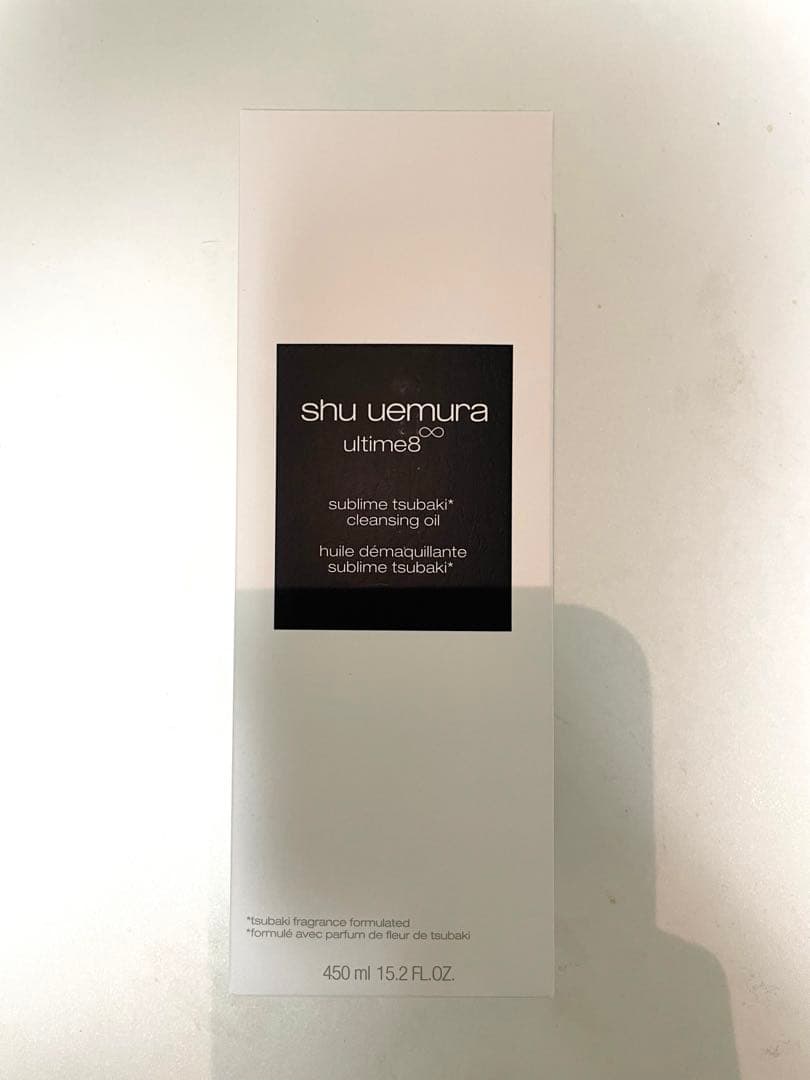 shu uemura
ultime8∞
sublime tsubaki*
cleansing oil
huile démaquillante
sublime tsubaki*
*tsubaki fragrance formulated
*formulé avec parfum de fleur de tsubaki
450 ml 15.2 FL.OZ.